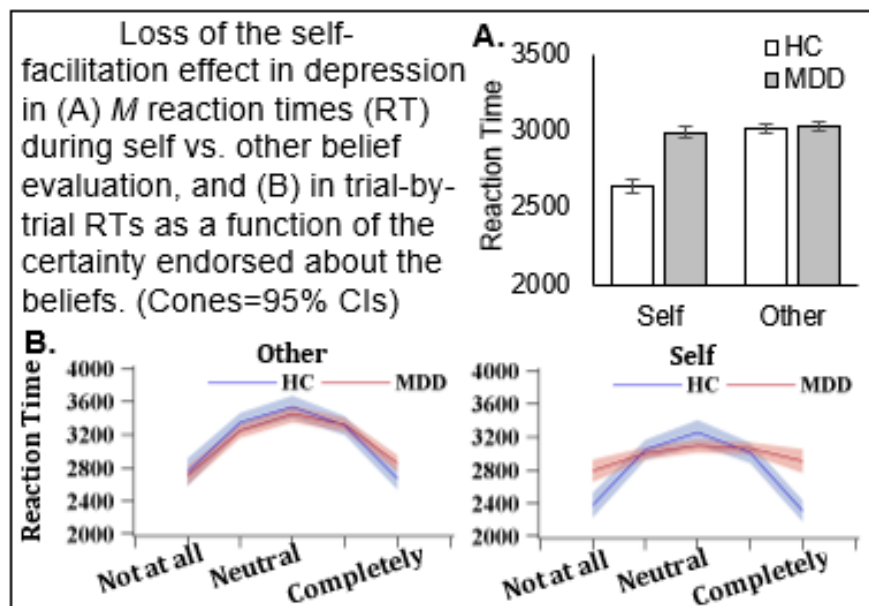 Loss of the self-
facilitation effect in depression
in (A) M reaction times (RT)
during self vs. other belief
evaluation, and (B) in trial-by-
trial RTs as a function of the
certainty endorsed about the
beliefs. (Cones=95% CIs)
A.
HC
MDD
Reaction Time
3500
3000
2500
2000
Self
Other
B.
Other
HC
MDD
Reaction Time
4000
3600
3200
2800
2400
2000
Not at all
Neutral
Completely
Self
HC
MDD
4000
3600
3200
2800
2400
2000
Not at all
Neutral
Completely